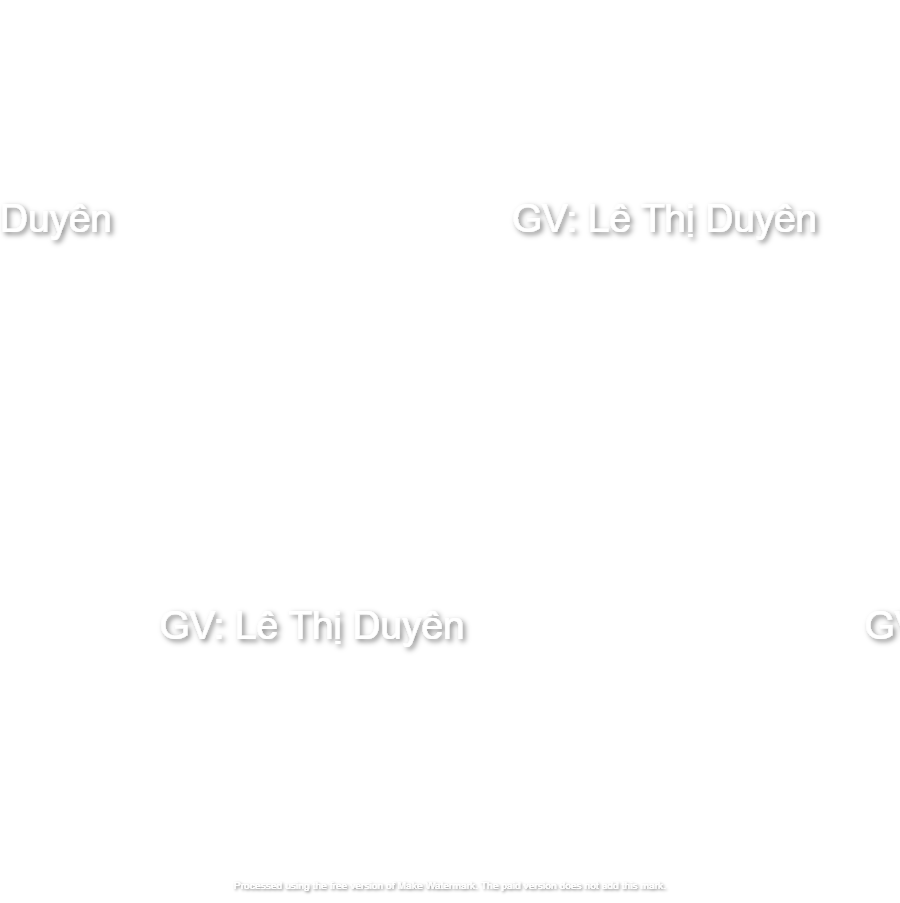 Duyên
GV: Lê Thị Duyên
GV: Lê Thị Duyên
G
Processed using the free version of Make Watermark. The paid version does not add this mark.